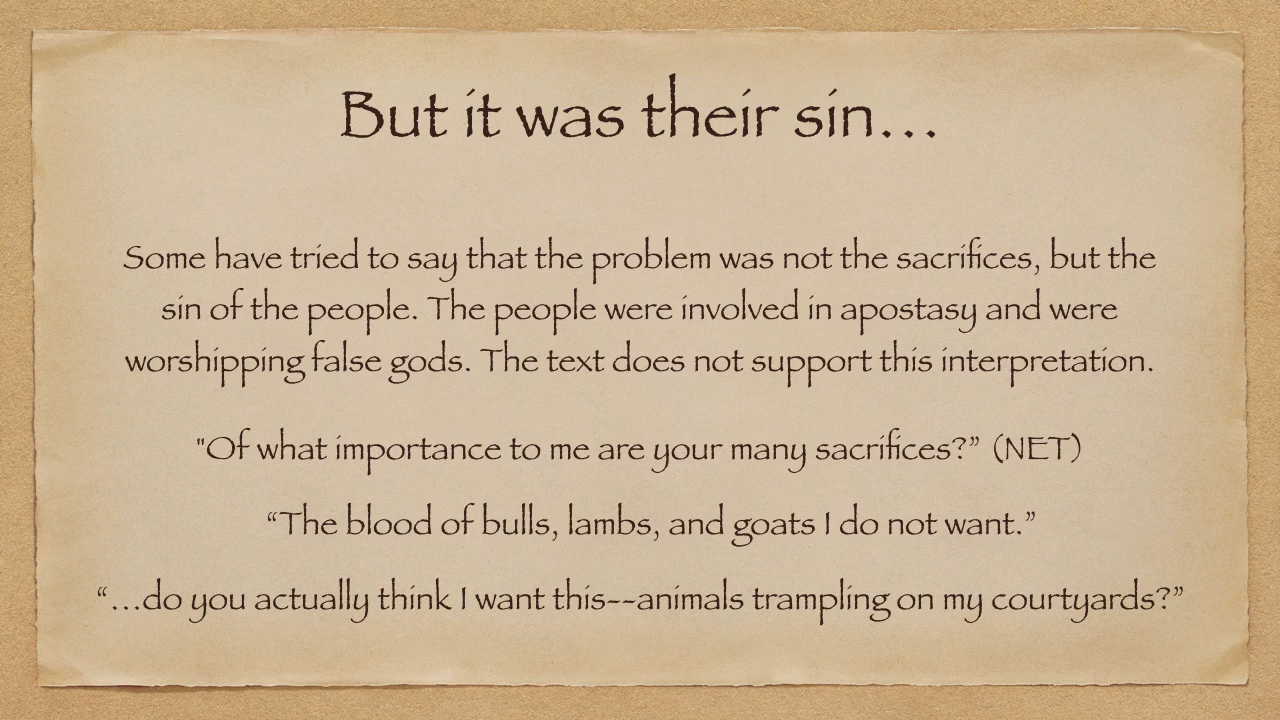 But it was their sin…
Some have tried to say that the problem was not the sacrifices, but the
sin of the people. The people were involved in apostasy and were
worshipping false gods. The text does not support this interpretation.
"Of what importance to me are your many sacrifices?” (NET)
“The blood of bulls, lambs, and goats I do not want.”
“…do you actually think I want this--animals trampling on my courtyards?”